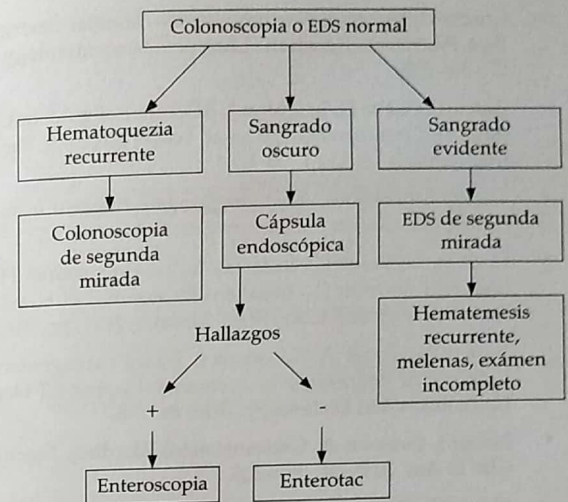 Colonoscopia o EDS normal
Hematoquezia
recurrente
Sangrado
oscuro
Sangrado
evidente
Colonoscopia
de segunda
mirada
Cápsula
endoscópica
EDS de segunda
mirada
Hallazgos
Hematemesis
recurrente,
melenas, exámen
incompleto
+
-
Enteroscopia
Enterotac